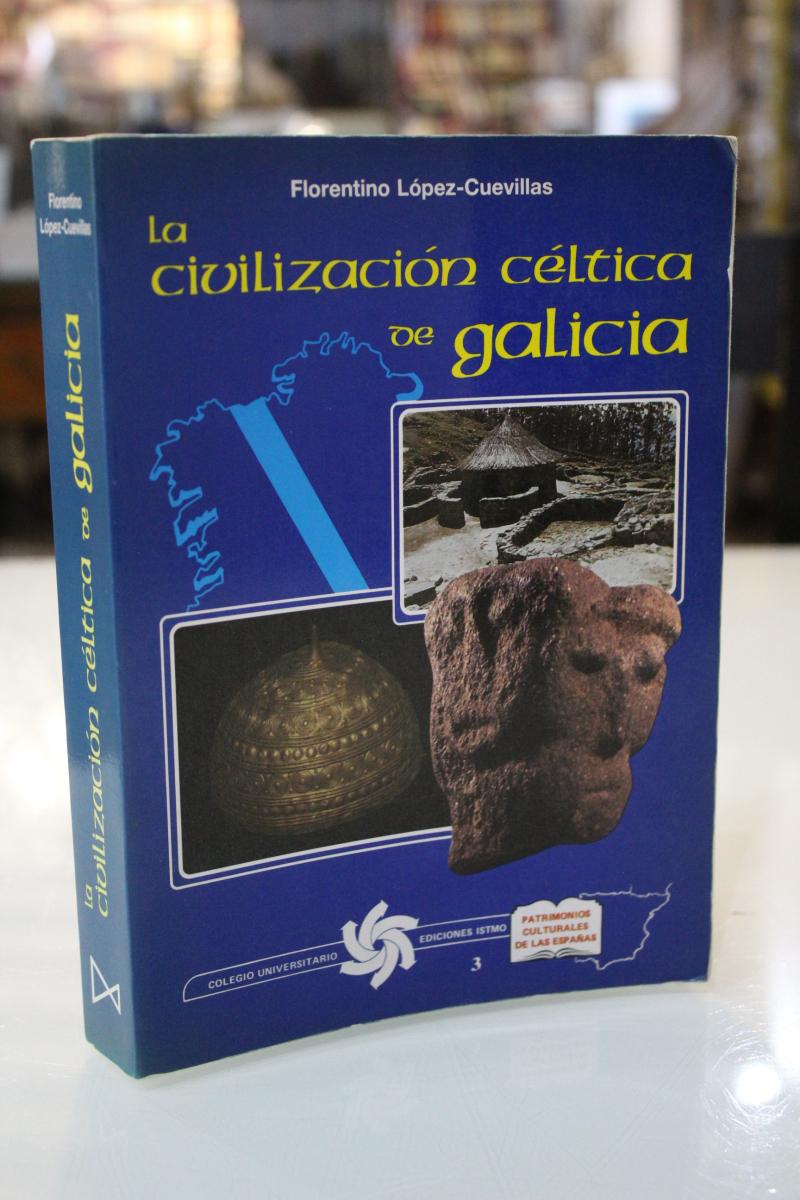 Florentino López-Cuevillas
La
civilización céltica
de galicia
COLEGIO UNIVERSITARIO
EDICIONES ISTMO
3
PATRIMONIOS
CULTURALES
DE LAS ESPAÑAS
Florentino
López-Cuevillas
La
civilización céltica de galicia